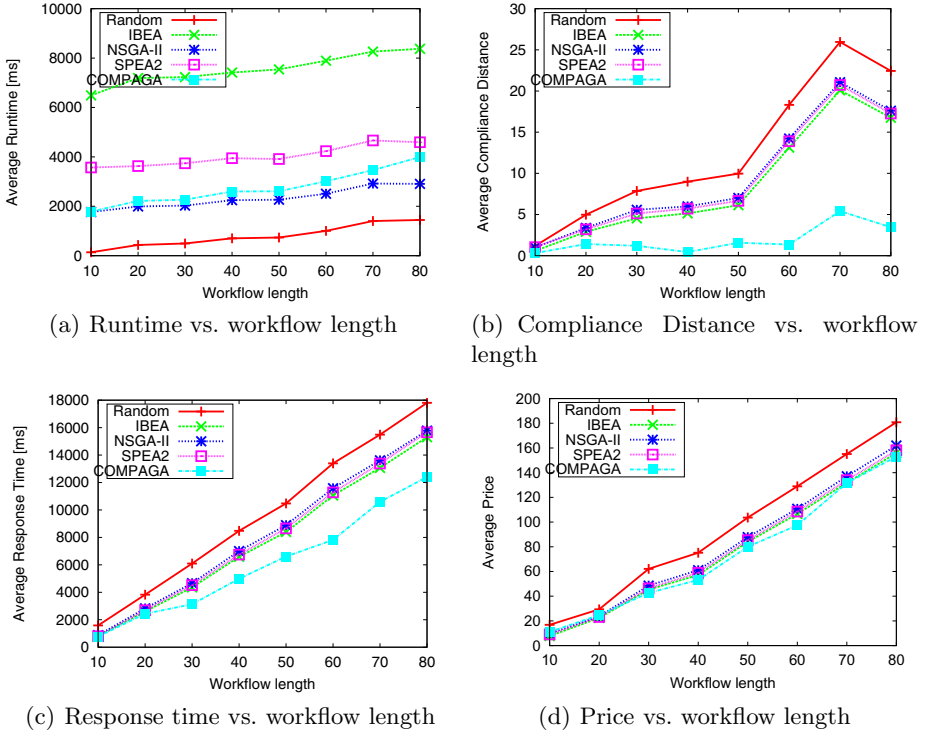 Random
IBEA
NSGA-II
SPEA2
COMPAGA
10000
8000
6000
4000
2000
0
Average Runtime [ms]
10 20 30 40 50 60 70 80
Workflow length
(a) Runtime vs. workflow length
Random
IBEA
NSGA-II
SPEA2
COMPAGA
30
25
20
15
10
5
0
Average Compliance Distance
10 20 30 40 50 60 70 80
Workflow length
(b) Compliance Distance vs. workflow
length
Random
IBEA
NSGA-II
SPEA2
COMPAGA
18000
16000
14000
12000
10000
8000
6000
4000
2000
0
Average Response Time [ms]
10 20 30 40 50 60 70 80
Workflow length
(c) Response time vs. workflow length
Random
IBEA
NSGA-II
SPEA2
COMPAGA
200
180
160
140
120
100
80
60
40
20
0
Average Price
10 20 30 40 50 60 70 80
Workflow length
(d) Price vs. workflow length